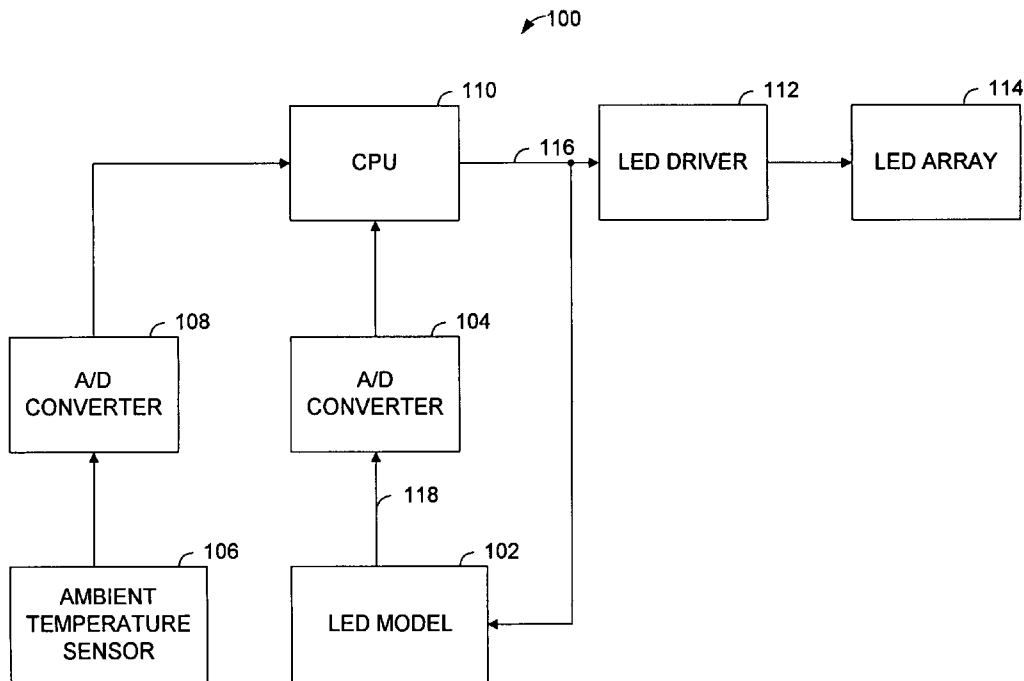 100
110
CPU
116
112
LED DRIVER
114
LED ARRAY
108
A/D
CONVERTER
104
A/D
CONVERTER
118
106
AMBIENT
TEMPERATURE
SENSOR
102
LED MODEL